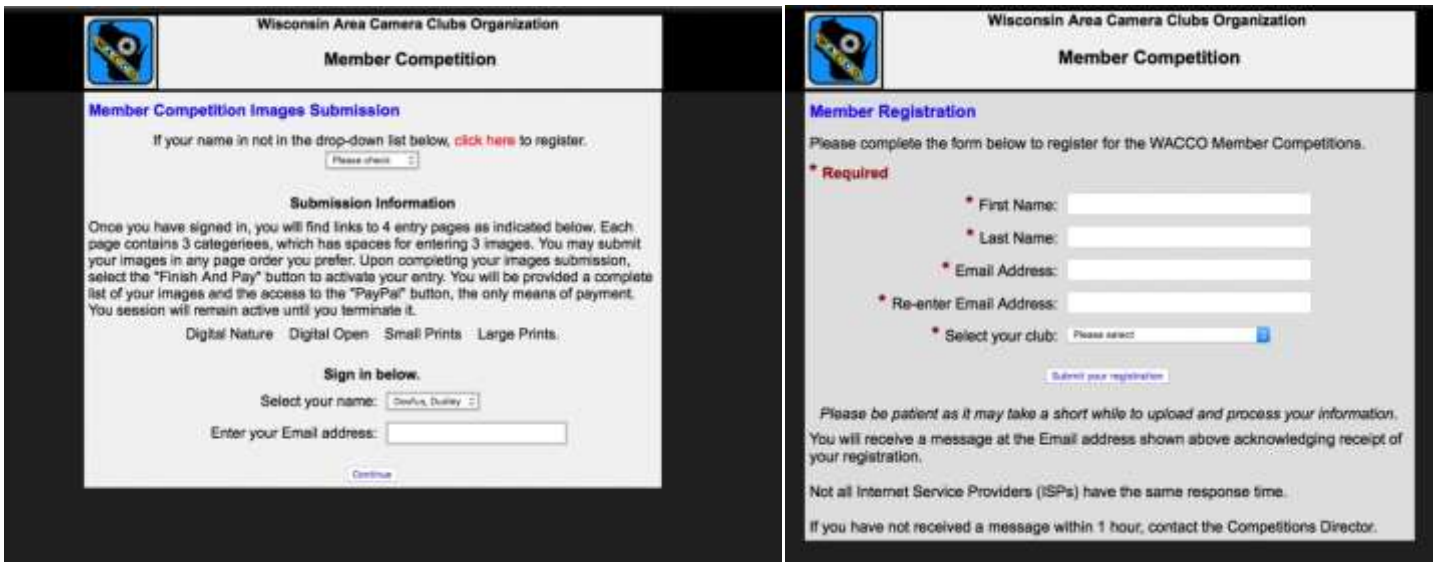 Wisconsin Area Camera Clubs Organization
Member Competition
Member Competition Images Submission
If your name in not in the drop-down list below, click here to register.
Please check
Submission Information
Once you have signed in, you will find links to 4 entry pages as indicated below. Each
page contains 3 categeriees, which has spaces for entering 3 images. You may submit
your images in any page order you prefer. Upon completing your images submission,
select the "Finish And Pay" button to activate your entry. You will be provided a complete
list of your images and the access to the "PayPal" button, the only means of payment.
You session will remain active until you terminate it.
Digital Nature Digital Open Small Prints Large Prints.
Sign in below.
Select your name:
Enter your Email address:
Continue
Wisconsin Area Camera Clubs Organization
Member Competition
Member Registration
Please complete the form below to register for the WACCO Member Competitions.
* Required
* First Name:
* Last Name:
* Email Address:
* Re-enter Email Address:
* Select your club: Please select
Submit your registration
Please be patient as it may take a short while to upload and process your information.
You will receive a message at the Email address shown above acknowledging receipt of
your registration.
Not all Internet Service Providers (ISPs) have the same response time.
If you have not received a message within 1 hour, contact the Competitions Director.